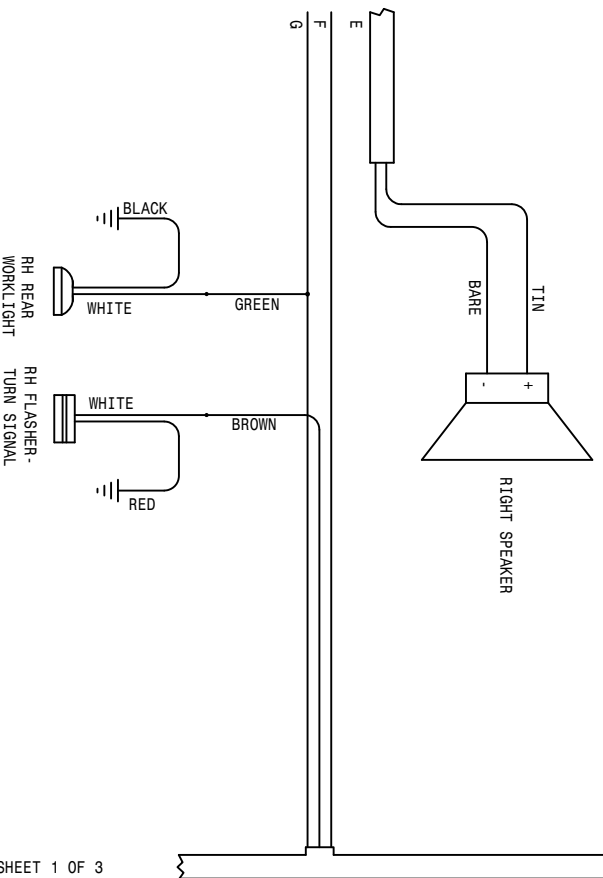 G
F
E
TIN
BARE
-
+
RIGHT SPEAKER
BLACK
WHITE
GREEN
RH REAR
WORKLIGHT
WHITE
BROWN
RED
RH FLASHER-
TURN SIGNAL
SHEET 1 OF 3